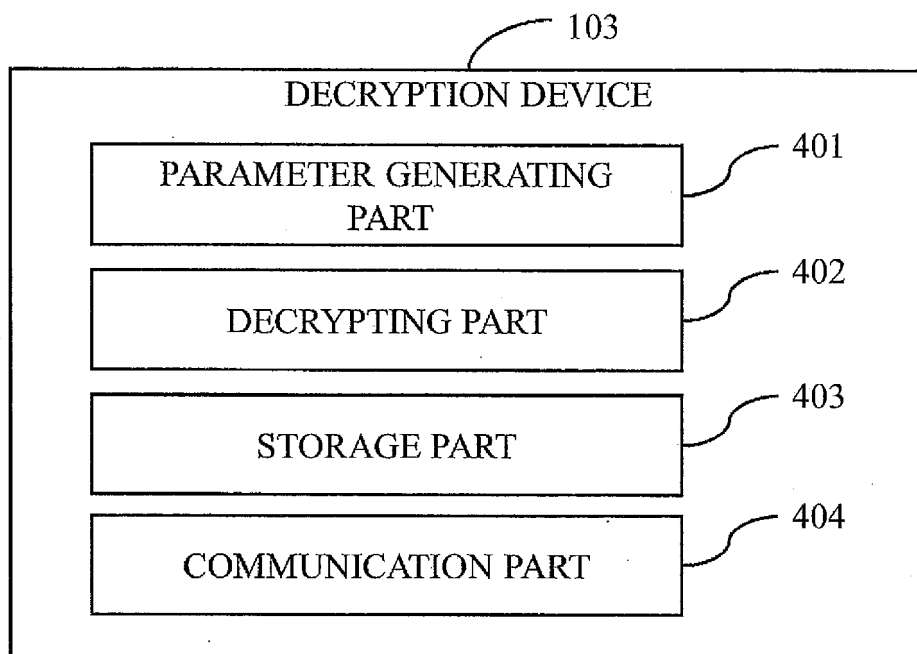 103
DECRYPTION DEVICE
401
PARAMETER GENERATING
PART
402
DECRYPTING PART
403
STORAGE PART
404
COMMUNICATION PART